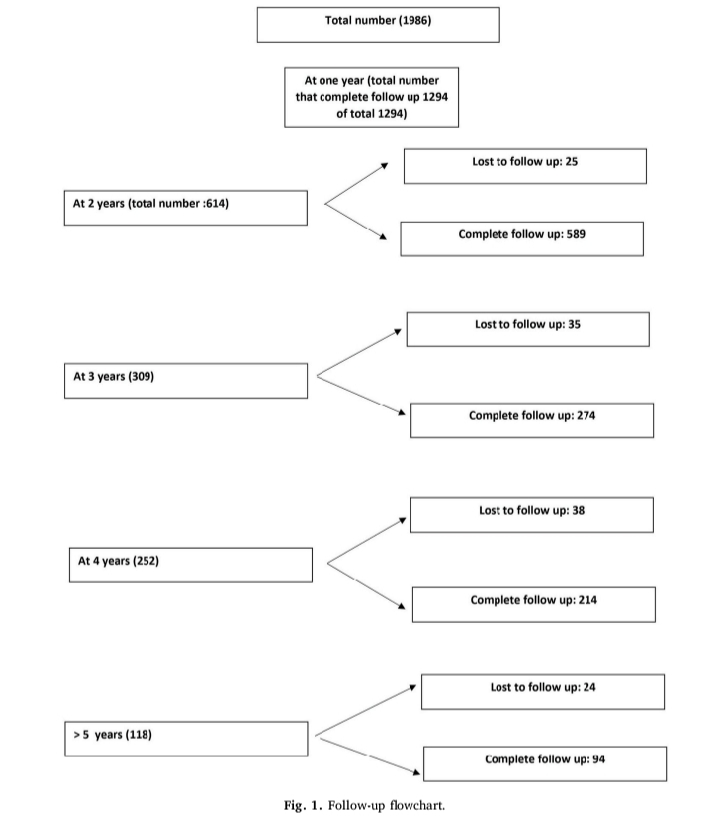 Total number (1986)
At one year (total number
that complete follow up 1294
of total 1294)
Lost to follow up: 25
At 2 years (total number :614)
Complete follow up: 589
Lost to follow up: 35
At 3 years (309)
Complete follow up: 274
Lost to follow up: 38
At 4 years (252)
Complete follow up: 214
Lost to follow up: 24
> 5 years (118)
Complete follow up: 94
Fig. 1. Follow-up flowchart.